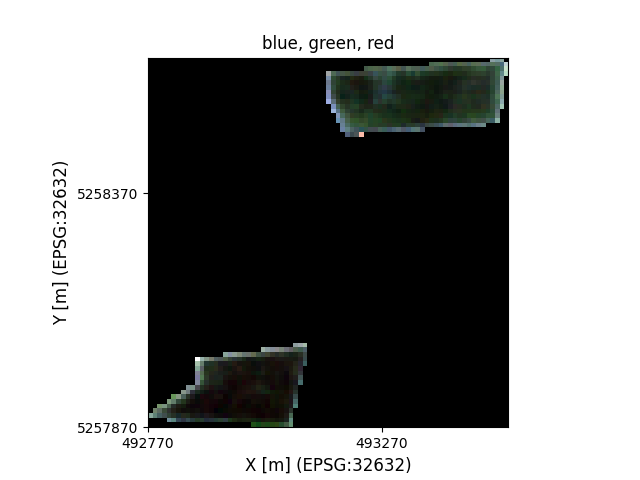 blue, green, red
Y [m] (EPSG:32632)
5258370
5257870
492770
493270
X [m] (EPSG:32632)